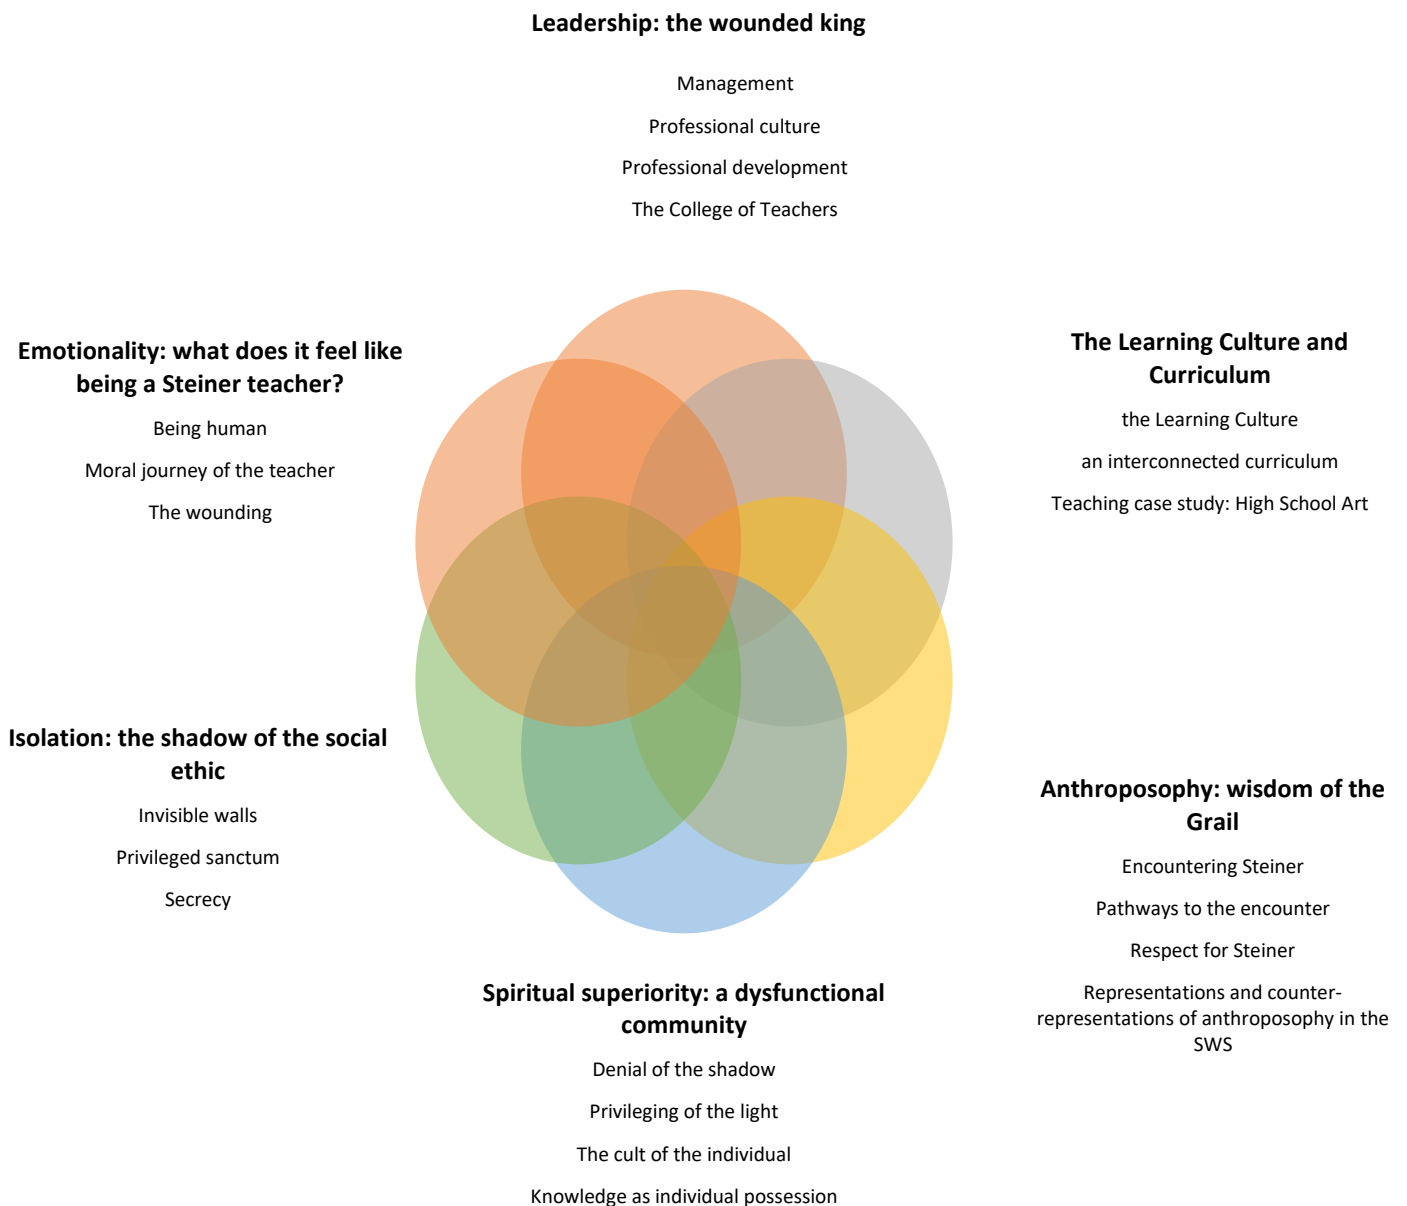 Leadership: the wounded king
Management
Professional culture
Professional development
The College of Teachers
Emotionality: what does it feel like
being a Steiner teacher?
Being human
Moral journey of the teacher
The wounding
The Learning Culture and
Curriculum
the Learning Culture
an interconnected curriculum
Teaching case study: High School Art
Isolation: the shadow of the social
ethic
Invisible walls
Privileged sanctum
Secrecy
Anthroposophy: wisdom of the
Grail
Encountering Steiner
Pathways to the encounter
Respect for Steiner
Representations and counter-
representations of anthroposophy in the
SWS
Spiritual superiority: a dysfunctional
community
Denial of the shadow
Privileging of the light
The cult of the individual
Knowledge as individual possession